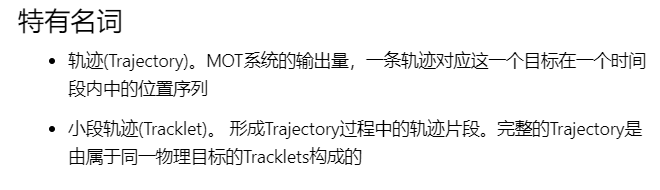 特有名词
轨迹(Trajectory)。MOT系统的输出量，一条轨迹对应这一个目标在一个时间
段内中的位置序列
小段轨迹(Tracklet)。 形成Trajectory过程中的轨迹片段。完整的Trajectory是
由属于同一物理目标的Tracklets构成的